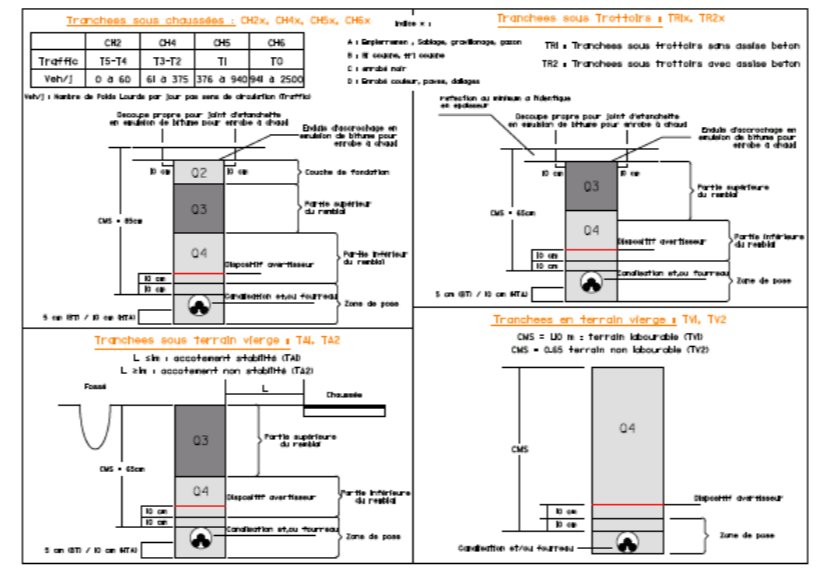 Tranchees sous chaussées : CH2x, CH4x, CH5x, CH6x
Indice x :
CH2 CH4 CH5 CH6
Traffic T5-T4 T3-T2 T1 T0
Veh/j 0 à 60 61 à 375 376 à 940 941 à 2500
Veh/j : Nombre de Poids Lourds par jour pas sens de circulation (Traffic)
A : Empierremen , Sablage, gravillonage, gazon
B : Bi couche, tri couche
C : enrobé noir
D : Enrobé couleur, pavse, dallages
Decoupe propre pour joint d'etancheite
en emulsion de bitume pour enrobe à chaud
Enduis d'accrochage en
emulsion de bitume pour
enrobe à chaud
10 cm
Q2
10 cm
Couche de fondation
Q3
Partie supérieur
du remblai
CMS = 85cm
Q4
Partie inférieur
du remblai
Dispositif avertisseur
10 cm
10 cm
Canalisation et/ou fourreau
Zone de pose
5 cm (BT) / 10 cm (HTA)
Tranchees sous Trottoirs : TR1x, TR2x
TR1 : Tranchees sous trottoirs sans assise beton
TR2 : Tranchees sous trottoirs avec assise beton
refection au minimum a l'identique
en epaisseur
Decoupe propre pour joint d'etancheite
en emulsion de bitume pour enrobe à chaud
Enduis d'accrochage en
emulsion de bitume pour
enrobe à chaud
10 cm
10 cm
Q3
Partie supérieure
du remblai
CMS = 65cm
Q4
Partie inférieure
du remblai
Dispositif avertisseur
10 cm
10 cm
Canalisation et/ou fourreau
Zone de pose
5 cm (BT) / 10 cm (HTA)
Tranchees sous terrain vierge : TA1, TA2
L ≤1m : accotement stabilité (TA1)
L ≥1m : accotement non stabilité (TA2)
Fossé
L
Chaussée
Q3
Partie supérieure
du remblai
CMS = 65cm
Q4
Dispositif avertisseur
Partie inférieure
du remblai
10 cm
10 cm
Canalisation et/ou fourreau
Zone de pose
5 cm (BT) / 10 cm (HTA)
Tranchees en terrain vierge : TV1, TV2
CMS = 1,10 m : terrain labourable (TV1)
CMS = 0.65 terrain non labourable (TV2)
Q4
CMS
Dispositif avertisseur
10 cm
10 cm
Zone de pose
Canalisation et/ou fourreau